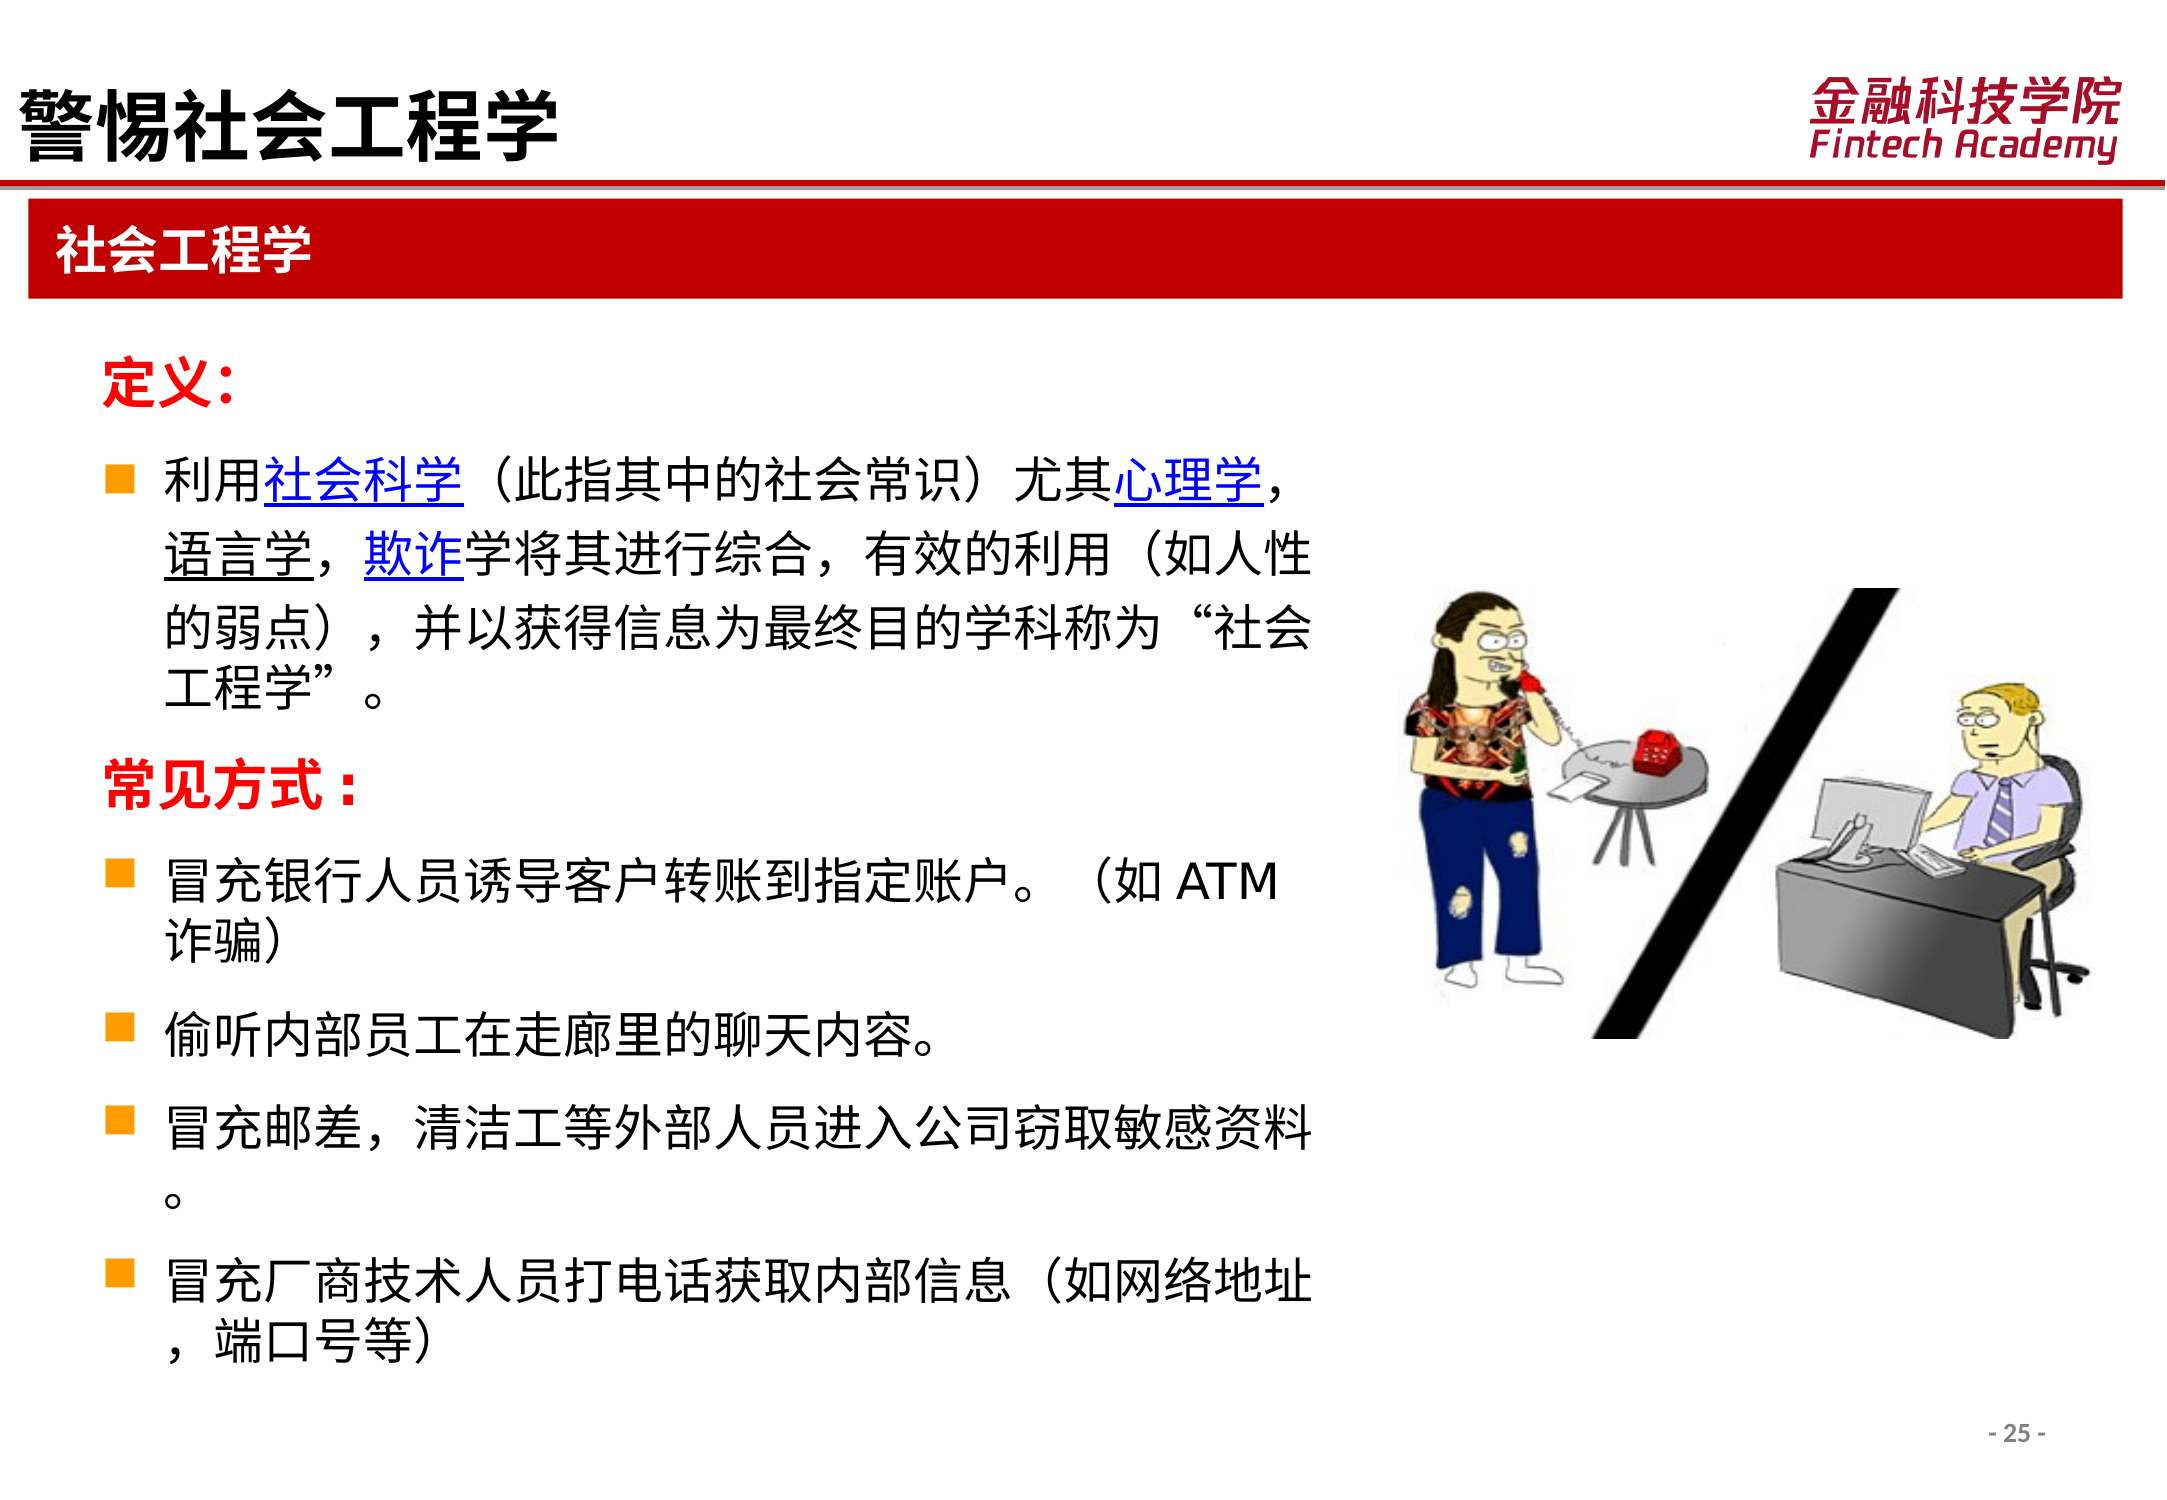 警惕社会工程学
金融科技学院
Fintech Academy
社会工程学
定义：
利用社会科学（此指其中的社会常识）尤其心理学，
语言学，欺诈学将其进行综合，有效的利用（如人性
的弱点），并以获得信息为最终目的学科称为“社会
工程学”。
常见方式：
冒充银行人员诱导客户转账到指定账户。（如 ATM
诈骗）
偷听内部员工在走廊里的聊天内容。
冒充邮差，清洁工等外部人员进入公司窃取敏感资料
。
冒充厂商技术人员打电话获取内部信息（如网络地址
，端口号等）
- 25 -